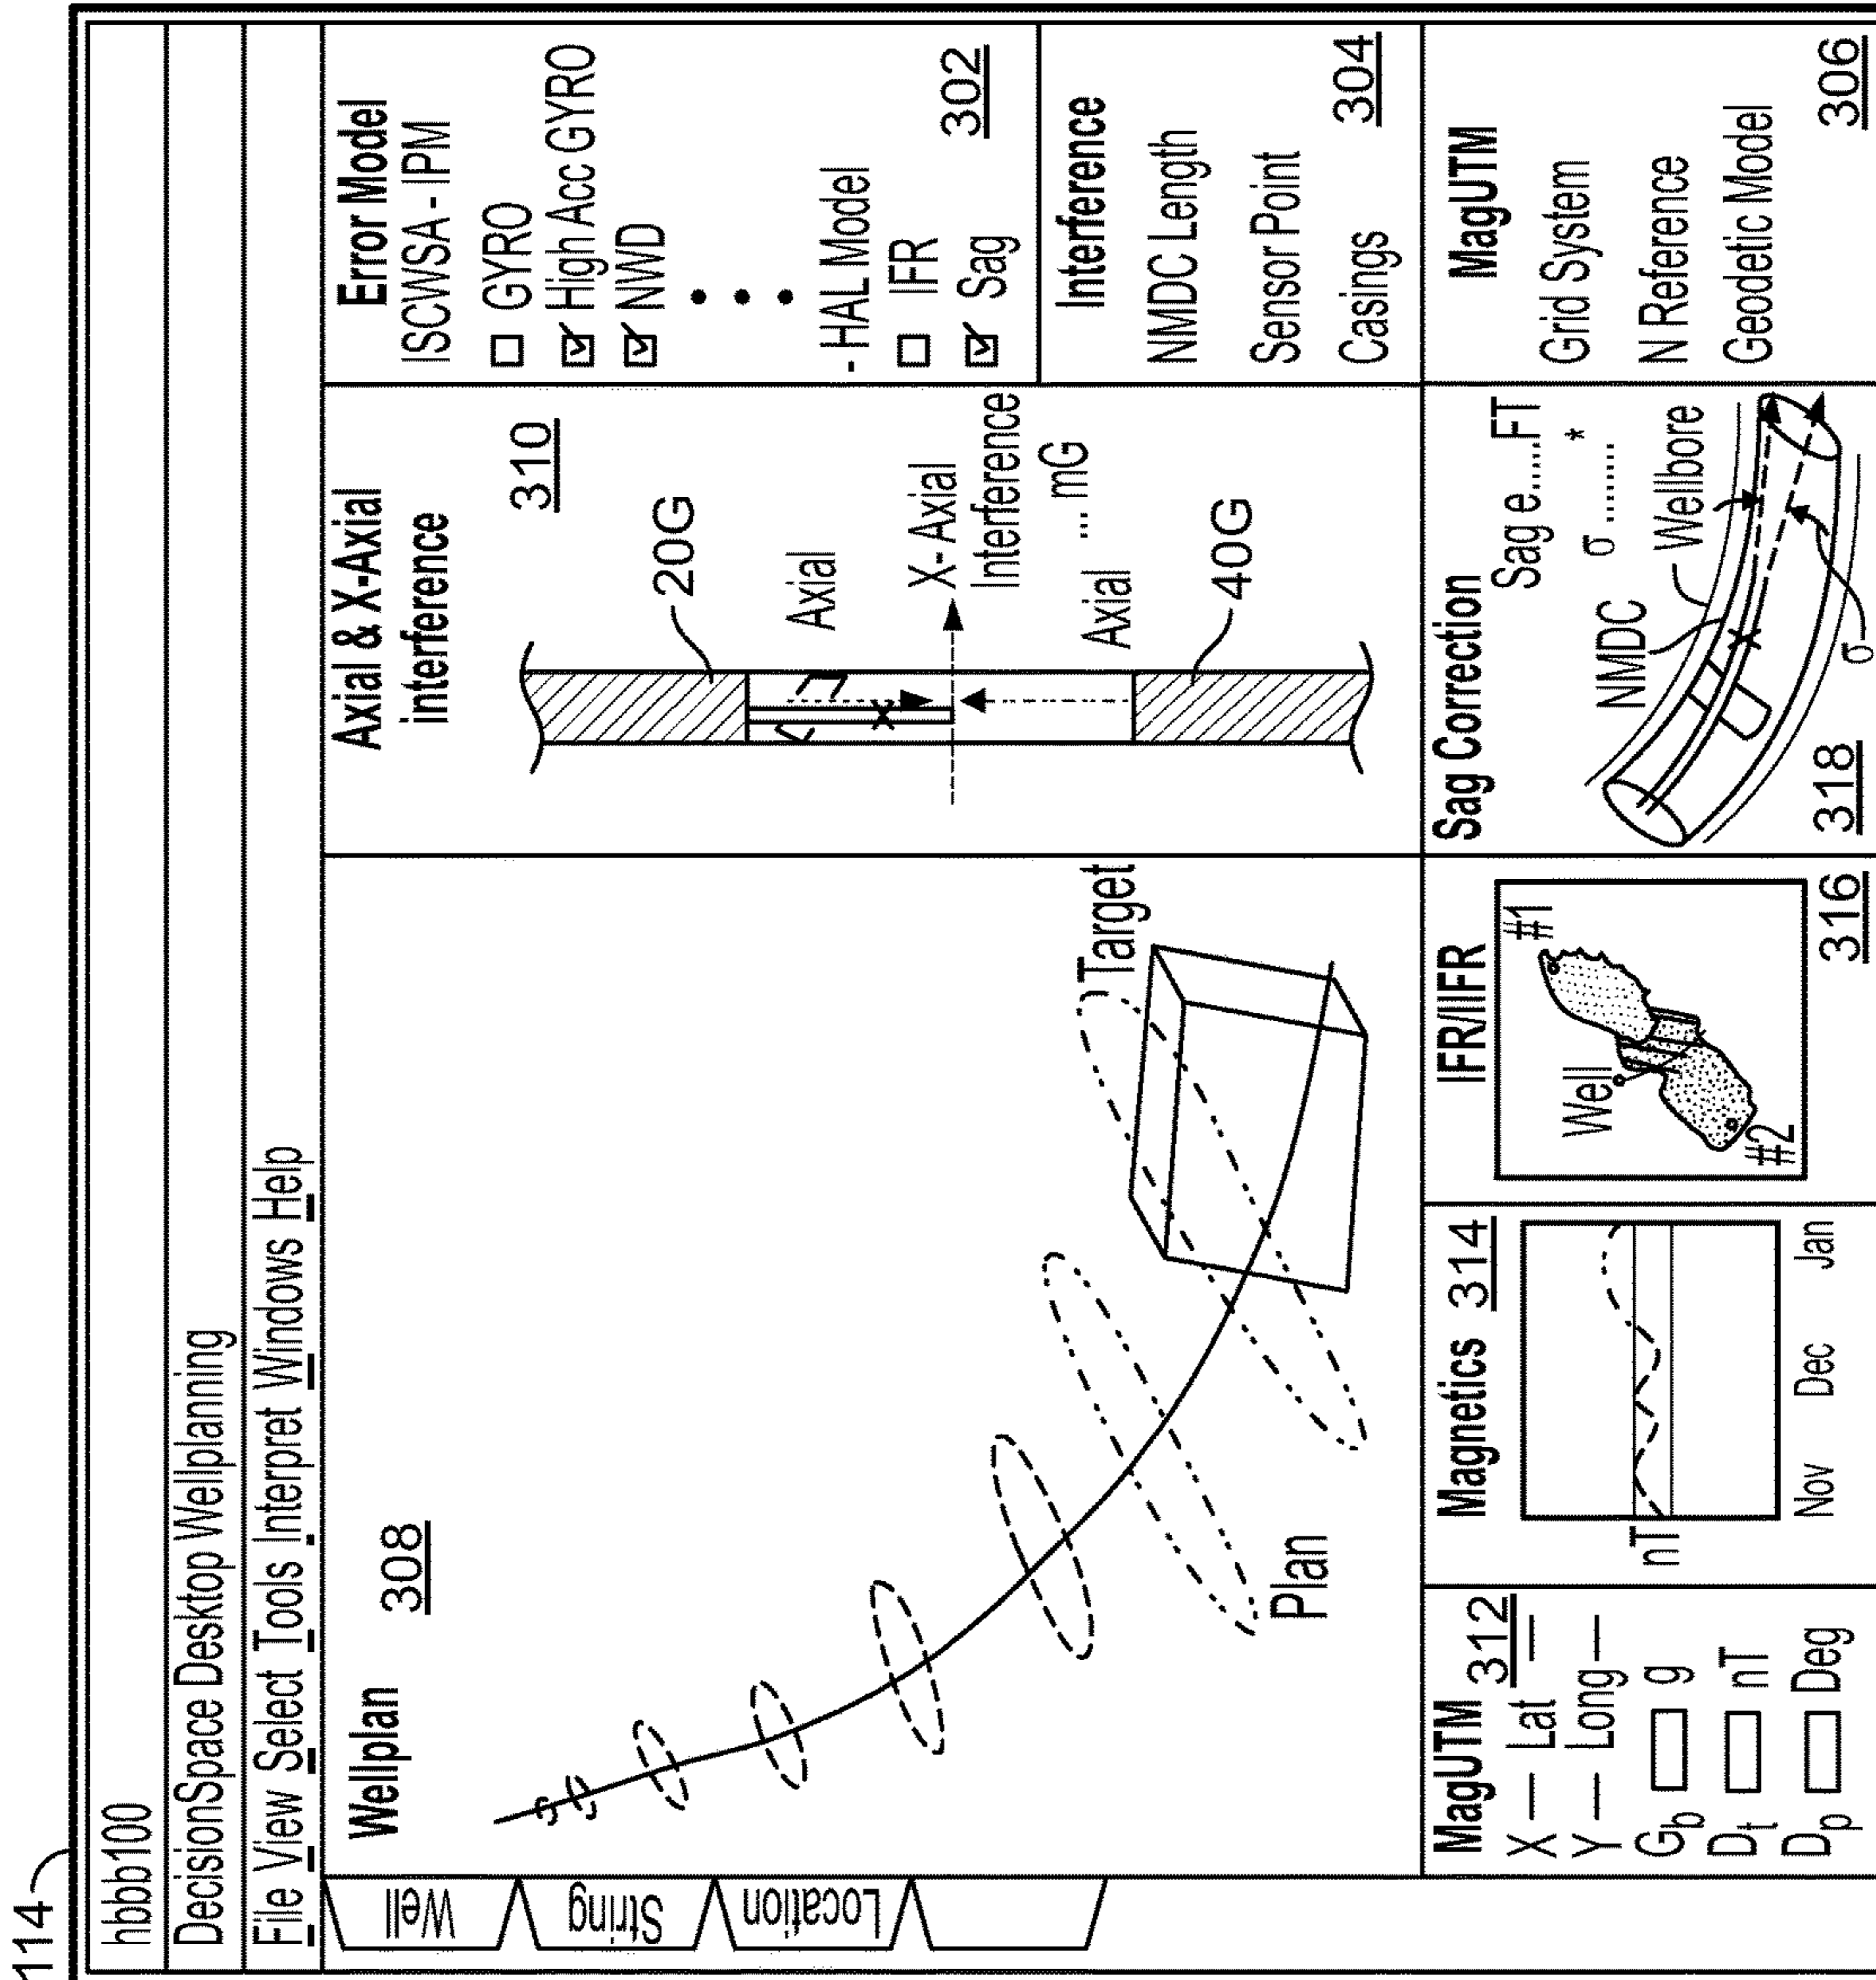 114
hbbb100
DecisionSpace Desktop Wellplanning
File View Select Tools Interpret Windows Help
Well
String
Location
Wellplan
308
Plan
Target
Axial & X-Axial
interference
310
20G
Axial
X- Axial
Interference
Axial ... mG
40G
Error Model
ISCWSA - IPM
GYRO
High Acc GYRO
NWD
- HAL Model
IFR
Sag
302
Interference
NMDC Length
Sensor Point
Casings
304
MagUTM 312
X — Lat —
Y — Long —
Gb g
Dt nT
Dp Deg
Magnetics 314
nT
Nov Dec Jan
IFR/IIFR
Well
#1
#2
316
Sag Correction
Sag e.....FT
σ ........ *
NMDC
Wellbore
σ
318
MagUTM
Grid System
N Reference
Geodetic Model
306